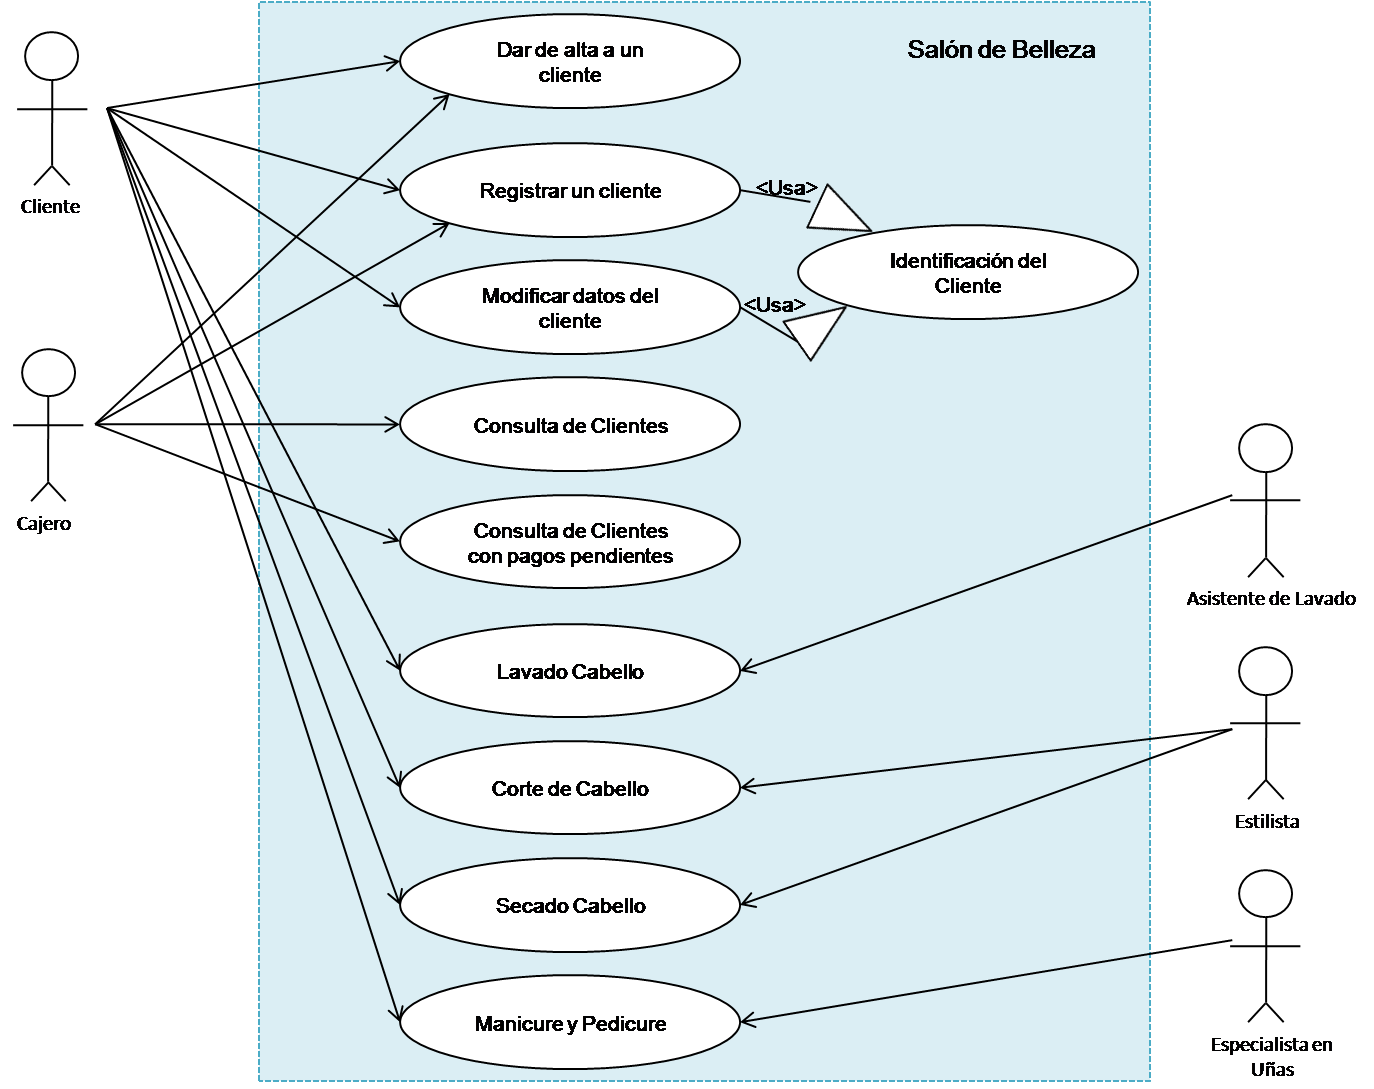 Salón de Belleza
Dar de alta a un
cliente
Cliente
Registrar un cliente
<Usa>
Identificación del
Cliente
Modificar datos del
cliente
<Usa>
Consulta de Clientes
Cajero
Consulta de Clientes
con pagos pendientes
Asistente de Lavado
Lavado Cabello
Corte de Cabello
Estilista
Secado Cabello
Manicure y Pedicure
Especialista en
Uñas